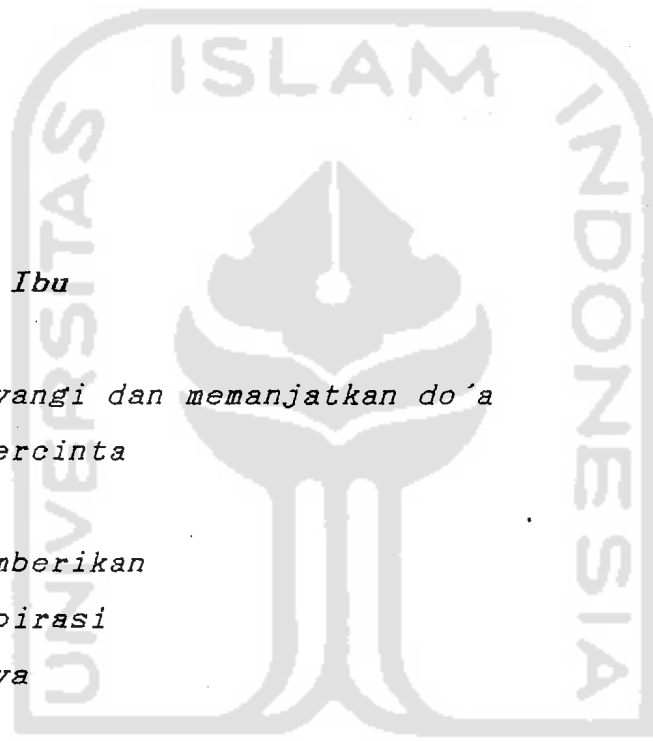 ISLAM
UNIVERSITAS
INDONESIA
Ibu
yangi dan memanjatkan do´a
ercinta
mberikan
pirasi
ya